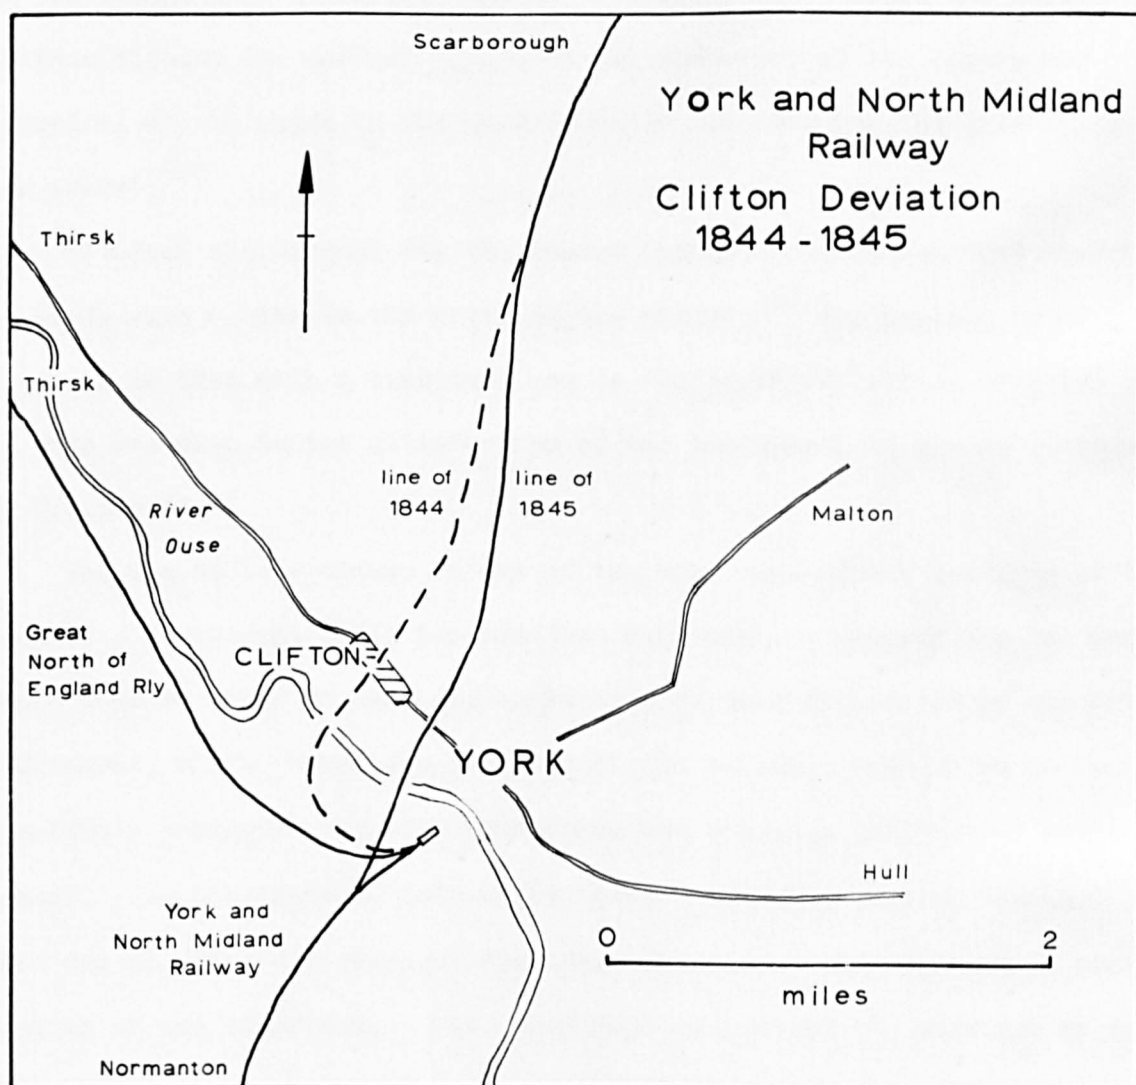 Scarborough
York and North Midland
Railway
Clifton Deviation
1844-1845
Thirsk
Thirsk
line of
1844
line of
1845
Malton
River
Ouse
Great
North of
England Rly
CLIFTON
YORK
Hull
York and
North Midland
Railway
0 2
miles
Normanton